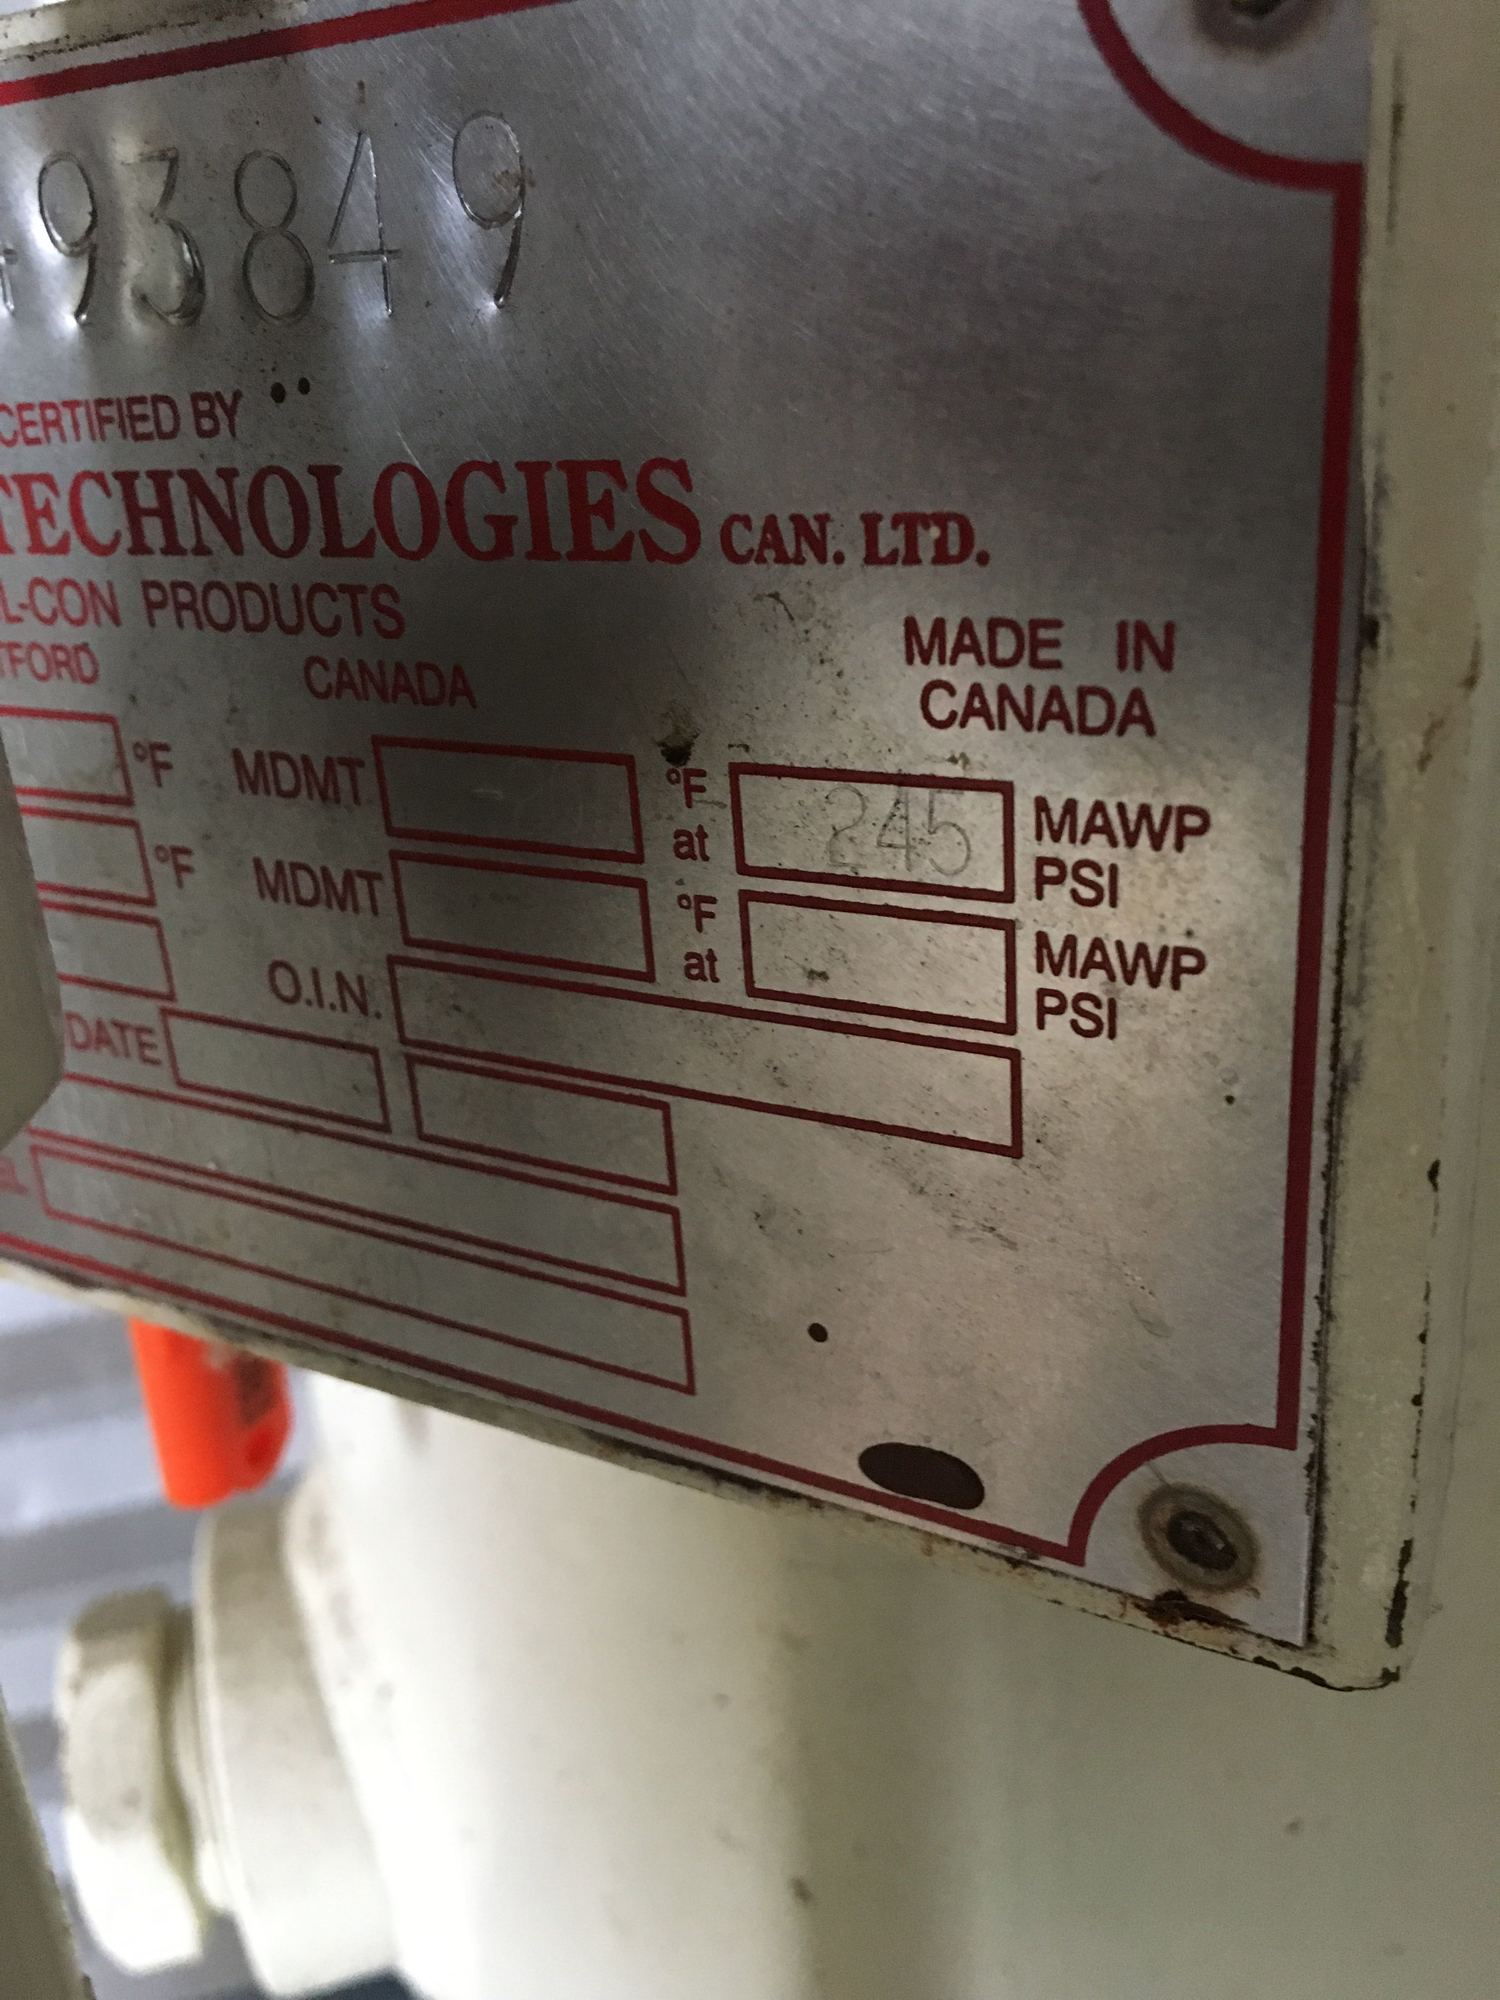 93849
CERTIFIED BY
TECHNOLOGIES CAN. LTD.
L-CON PRODUCTS
TFORD CANADA
MADE IN
CANADA
°F MDMT °F at 245 MAWP PSI
°F MDMT °F at MAWP PSI
O.I.N.
DATE